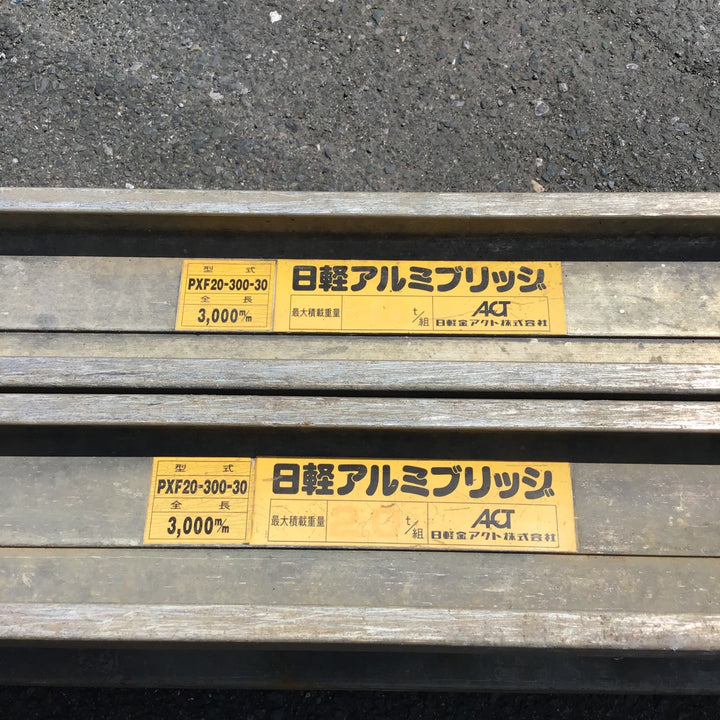 型式
PXF20-300-30
全長
3,000m/m
日軽アルミブリッジ
最大積載重量 t/組
ACT
日軽金アクト株式会社
型式
PXF20-300-30
全長
3,000m/m
日軽アルミブリッジ
最大積載重量 t/組
ACT
日軽金アクト株式会社